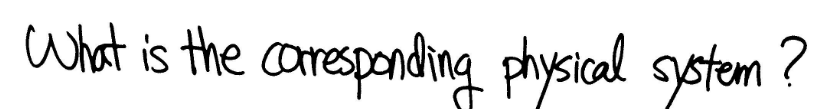 What is the corresponding physical system ?